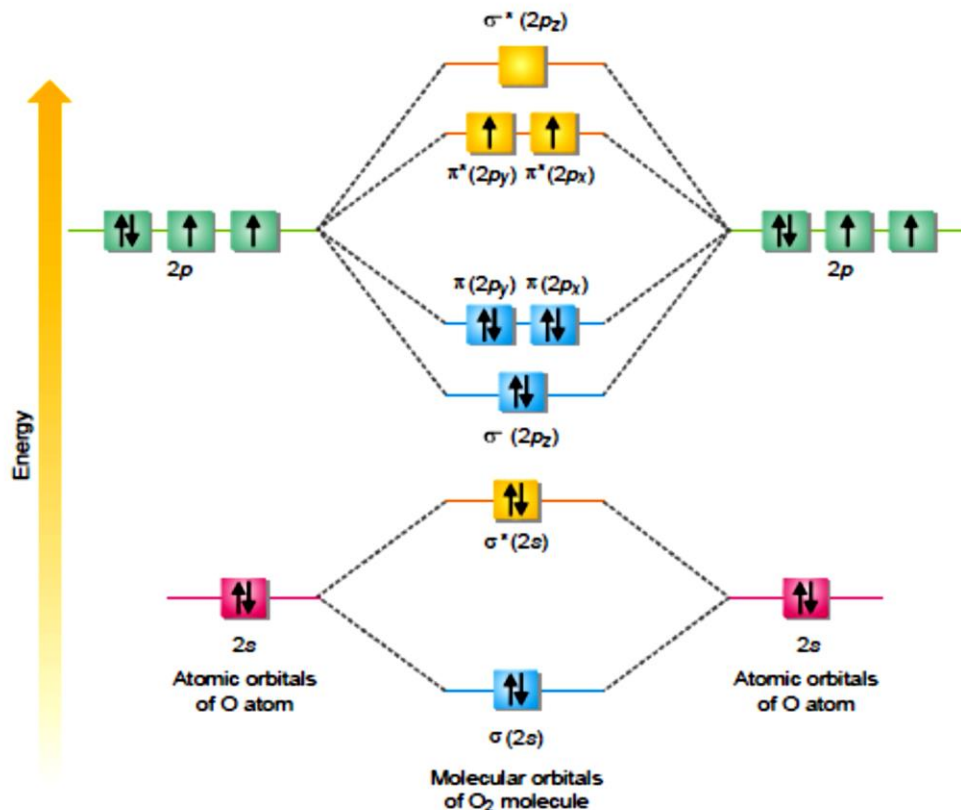 σ* (2pz)
π*(2py) π*(2px)
2p
2p
π(2py) π(2px)
σ (2pz)
Energy
σ*(2s)
2s
2s
Atomic orbitals
of O atom
Atomic orbitals
of O atom
σ(2s)
Molecular orbitals
of O2 molecule